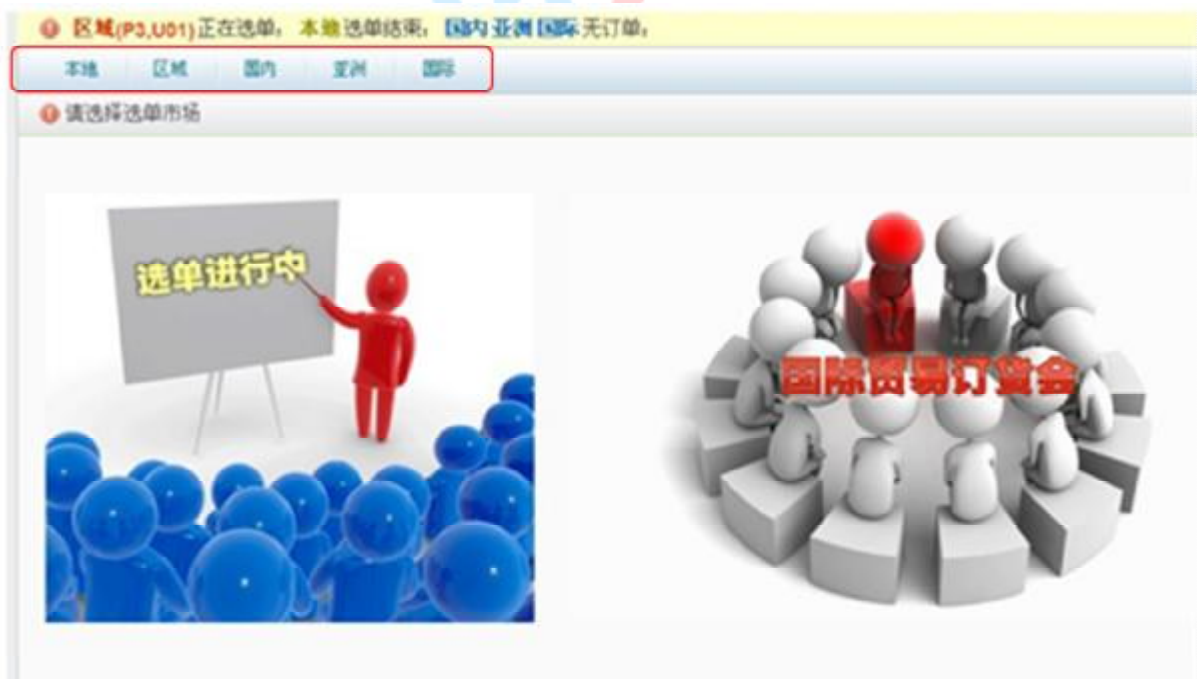 区域(P3,U01)正在选单, 本地选单结束, 国内 亚洲 国际 无订单,
本地 区域 国内 亚洲 国际
请选择选单市场
选单进行中
国际贸易订货会